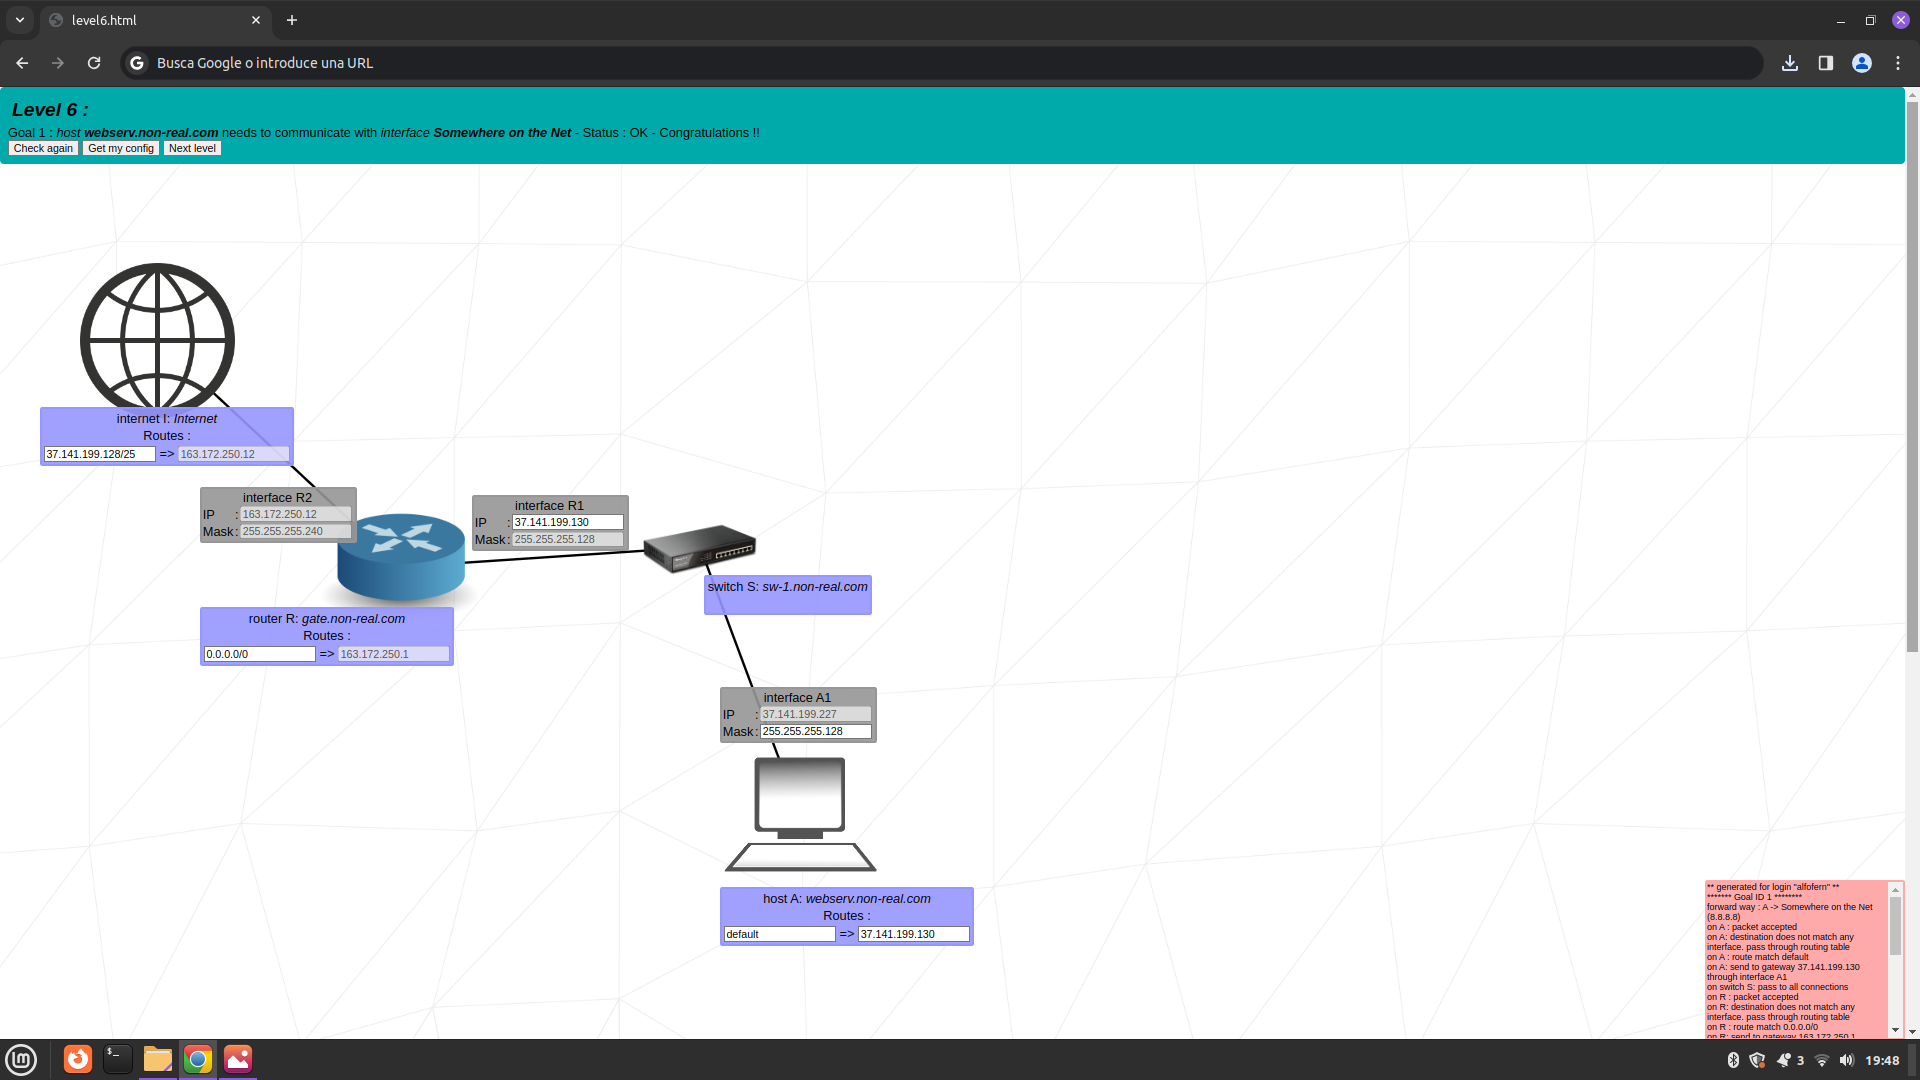 level6.html
Busca Google o introduce una URL
Level 6 :
Goal 1 : host webserv.non-real.com needs to communicate with interface Somewhere on the Net - Status : OK - Congratulations !!
Check again Get my config Next level
internet I: Internet
Routes :
37.141.199.128/25 => 163.172.250.12
interface R2
IP : 163.172.250.12
Mask : 255.255.255.240
interface R1
IP : 37.141.199.130
Mask : 255.255.255.128
switch S: sw-1.non-real.com
router R: gate.non-real.com
Routes :
0.0.0.0/0 => 163.172.250.1
interface A1
IP : 37.141.199.227
Mask : 255.255.255.128
host A: webserv.non-real.com
Routes :
default => 37.141.199.130
** generated for login "alfofern" **
******* Goal ID 1 ********
forward way : A -> Somewhere on the Net
(8.8.8.8)
on A : packet accepted
on A: destination does not match any
interface. pass through routing table
on A : route match default
on A: send to gateway 37.141.199.130
through interface A1
on switch S: pass to all connections
on R : packet accepted
on R: destination does not match any
interface. pass through routing table
on R : route match 0.0.0.0/0
on R: send to gateway 163.172.250.1
3 19:48